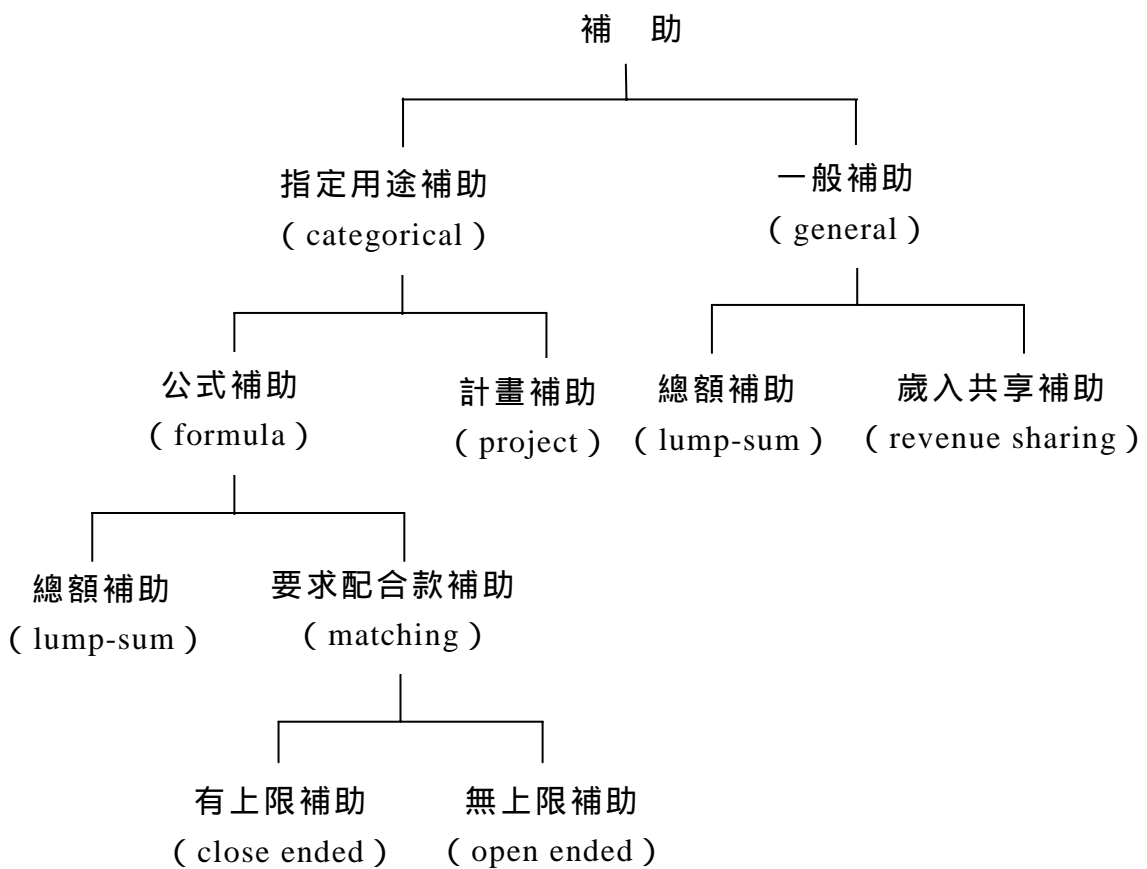 補　助
指定用途補助
（categorical）
一般補助
（general）
公式補助
（formula）
計畫補助
（project）
總額補助
（lump-sum）
歲入共享補助
（revenue sharing）
總額補助
（lump-sum）
要求配合款補助
（matching）
有上限補助
（close ended）
無上限補助
（open ended）